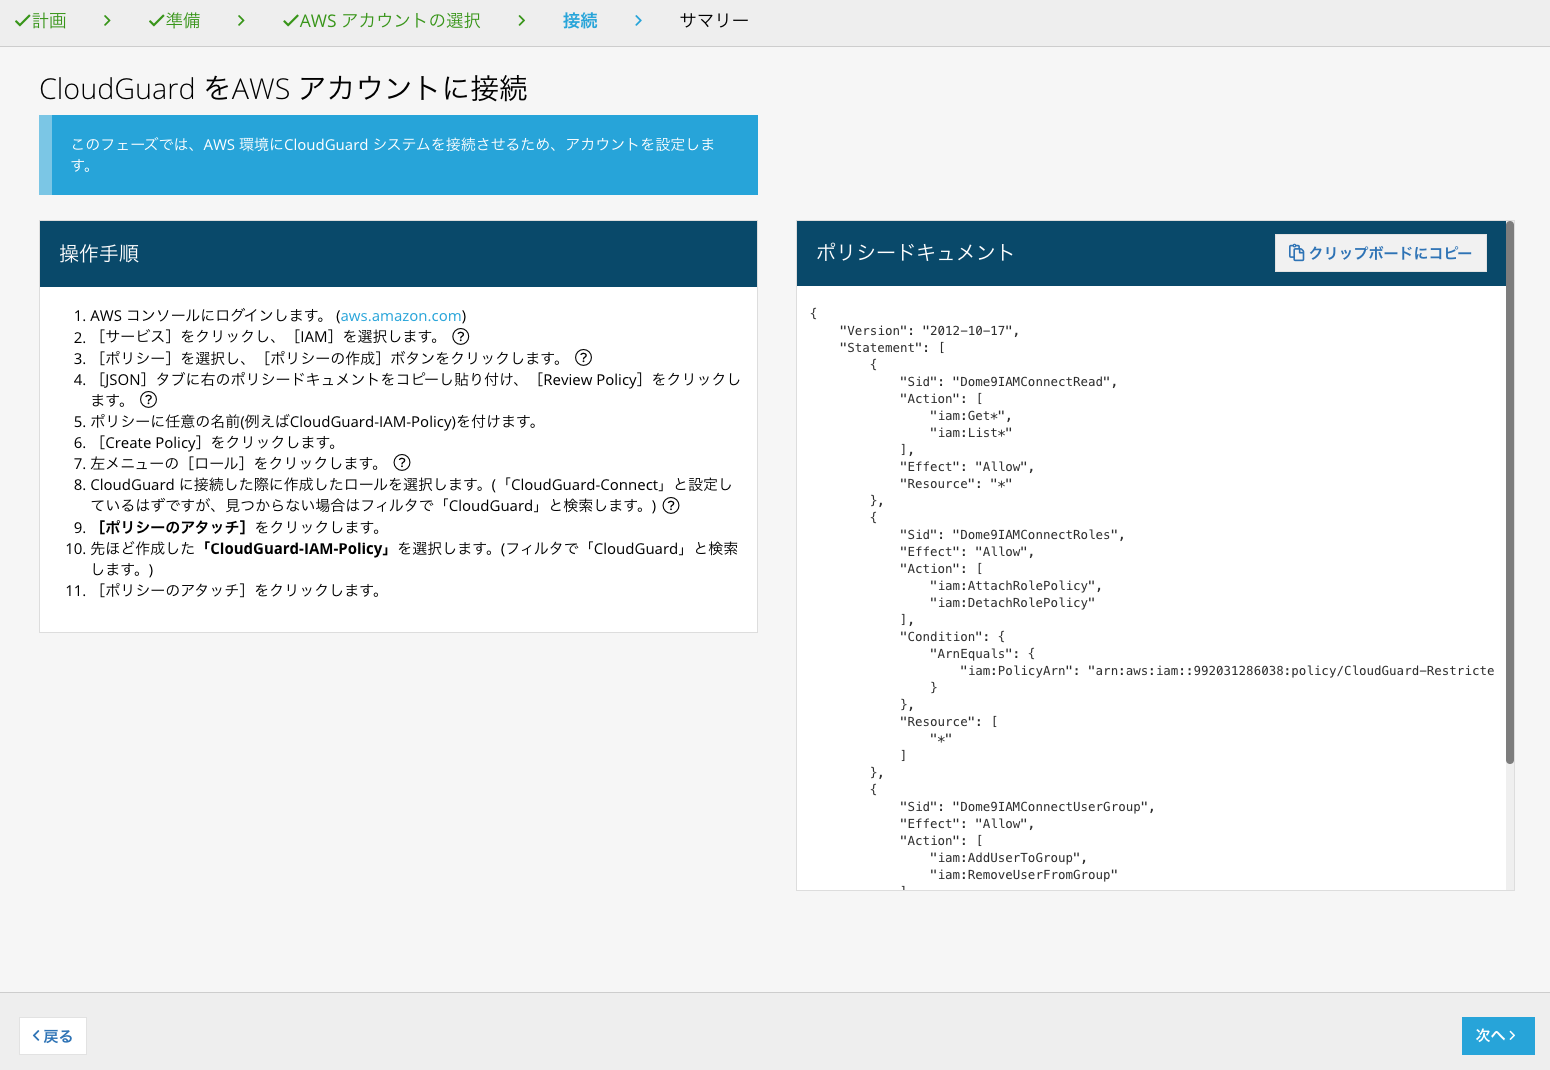 計画
準備
AWS アカウントの選択
接続
サマリー
CloudGuard をAWS アカウントに接続
このフェーズでは、AWS 環境にCloudGuard システムを接続させるため、アカウントを設定しま
す。
操作手順
1. AWS コンソールにログインします。 (aws.amazon.com)
2. ［サービス］をクリックし、［IAM］を選択します。 ?
3. ［ポリシー］を選択し、［ポリシーの作成］ボタンをクリックします。 ?
4. ［JSON］タブに右のポリシードキュメントをコピーし貼り付け、［Review Policy］をクリックし
ます。 ?
5. ポリシーに任意の名前(例えばCloudGuard-IAM-Policy)を付けます。
6. ［Create Policy］をクリックします。
7. 左メニューの［ロール］をクリックします。 ?
8. CloudGuard に接続した際に作成したロールを選択します。(「CloudGuard-Connect」と設定し
ているはずですが、見つからない場合はフィルタで「CloudGuard」と検索します。) ?
9. ［ポリシーのアタッチ］をクリックします。
10. 先ほど作成した「CloudGuard-IAM-Policy」を選択します。(フィルタで「CloudGuard」と検索
します。)
11. ［ポリシーのアタッチ］をクリックします。
ポリシードキュメント
クリップボードにコピー
{
"Version": "2012-10-17",
"Statement": [
{
"Sid": "Dome9IAMConnectRead",
"Action": [
"iam:Get*",
"iam:List*"
],
"Effect": "Allow",
"Resource": "*"
},
{
"Sid": "Dome9IAMConnectRoles",
"Effect": "Allow",
"Action": [
"iam:AttachRolePolicy",
"iam:DetachRolePolicy"
],
"Condition": {
"ArnEquals": {
"iam:PolicyArn": "arn:aws:iam::992031286038:policy/CloudGuard-Restricte
}
},
"Resource": [
"*"
]
},
{
"Sid": "Dome9IAMConnectUserGroup",
"Effect": "Allow",
"Action": [
"iam:AddUserToGroup",
"iam:RemoveUserFromGroup"
戻る
次へ